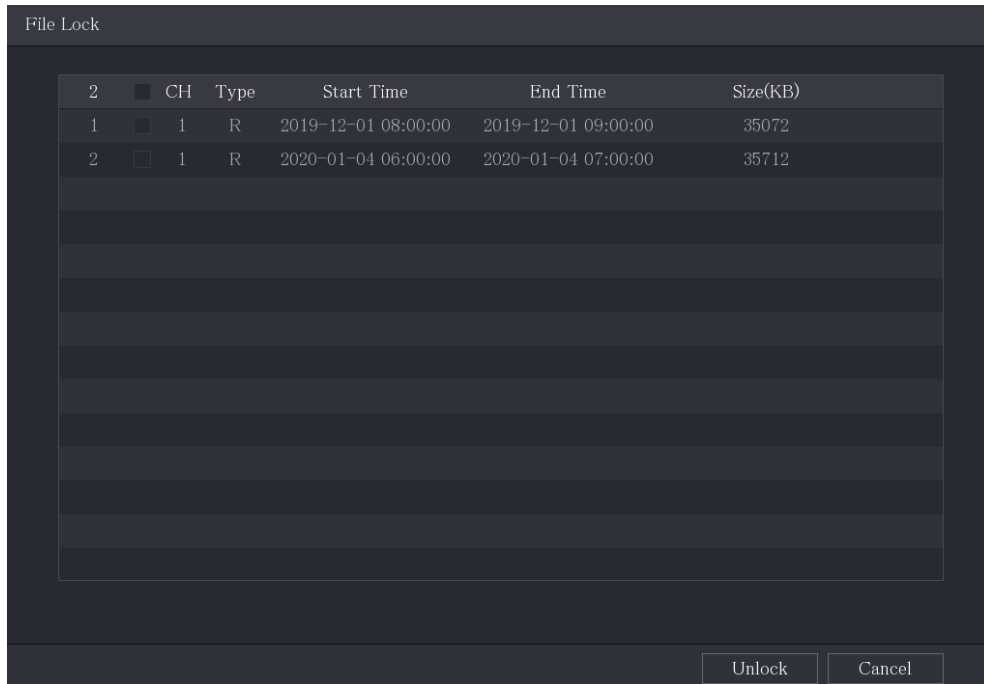 File Lock
2 CH Type Start Time End Time Size(KB)
1 1 R 2019-12-01 08:00:00 2019-12-01 09:00:00 35072
2 1 R 2020-01-04 06:00:00 2020-01-04 07:00:00 35712
Unlock Cancel